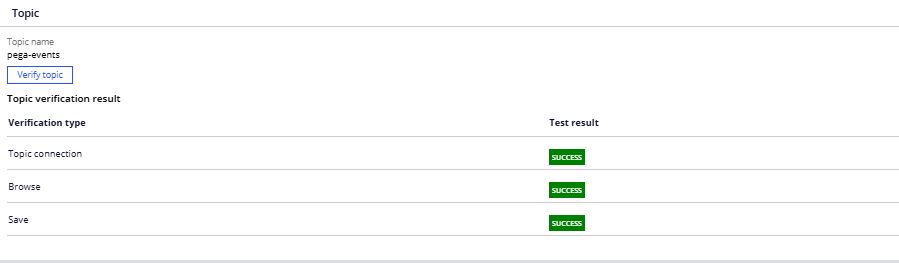 Topic
Topic name
pega-events
Verify topic
Topic verification result
Verification type Test result
Topic connection SUCCESS
Browse SUCCESS
Save SUCCESS